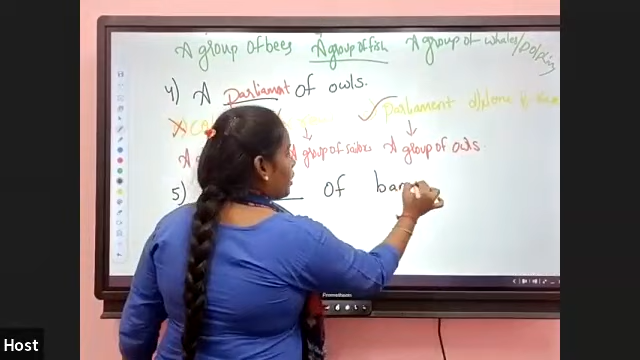 A group of bees A group of fish A group of whales/Dolphins
4) A Parliament of owls.
Parliament
A group of sailors A group of owls
5) of ban
Promethean
Host